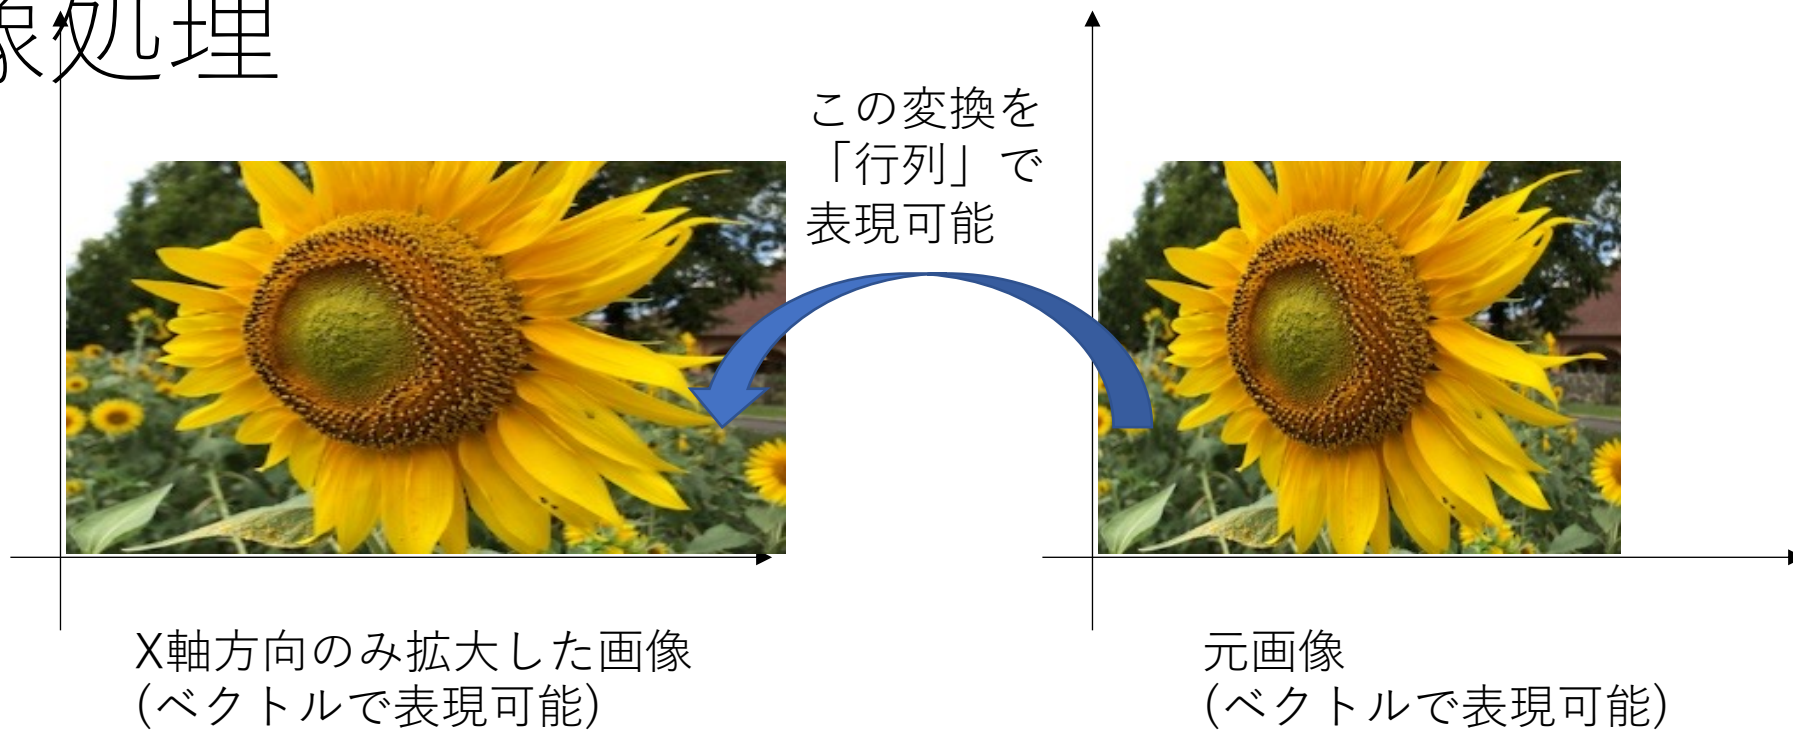 像処理
この変換を
「行列」で
表現可能
X軸方向のみ拡大した画像
(ベクトルで表現可能)
元画像
(ベクトルで表現可能)